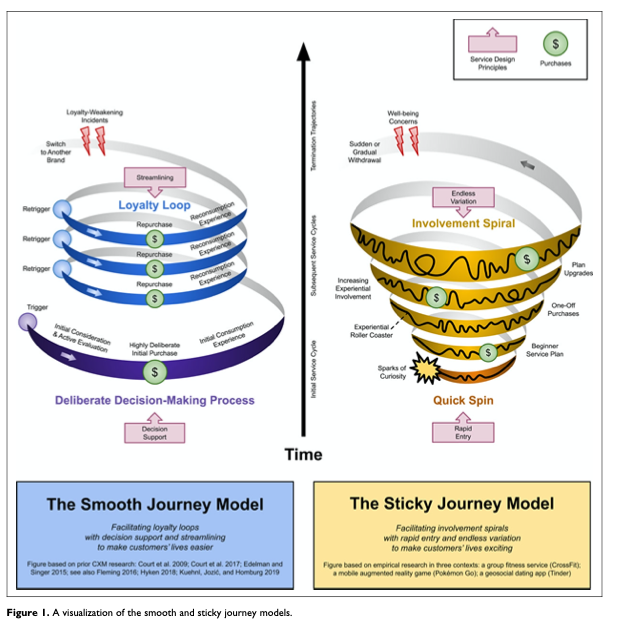 Service Design
Principles
$
Purchases
Loyalty-Weakening
Incidents
Switch
to Another
Brand
Streamlining
Loyalty Loop
Retrigger
Repurchase
$
Reconsumption
Experience
Retrigger
Repurchase
$
Reconsumption
Experience
Retrigger
Repurchase
$
Reconsumption
Experience
Trigger
Initial Consideration
& Active Evaluation
Highly Deliberate
Initial Purchase
$
Initial Consumption
Experience
Deliberate Decision-Making Process
Decision
Support
Termination Trajectories
Subsequent Service Cycles
Initial Service Cycle
Time
Well-being
Concerns
Sudden or
Gradual
Withdrawal
Endless
Variation
Involvement Spiral
$
Plan
Upgrades
Increasing
Experiential
Involvement
$
One-Off
Purchases
Experiential
Roller Coaster
$
Beginner
Service Plan
Sparks of
Curiosity
Quick Spin
Rapid
Entry
The Smooth Journey Model
Facilitating loyalty loops
with decision support and streamlining
to make customers' lives easier
Figure based on prior CXM research: Court et al. 2009; Court et al. 2017; Edelman and
Singer 2015; see also Fleming 2016; Hyken 2018; Kuehnl, Jozić, and Homburg 2019
The Sticky Journey Model
Facilitating involvement spirals
with rapid entry and endless variation
to make customers' lives exciting
Figure based on empirical research in three contexts: a group fitness service (CrossFit);
a mobile augmented reality game (Pokémon Go); a geosocial dating app (Tinder)
Figure 1. A visualization of the smooth and sticky journey models.